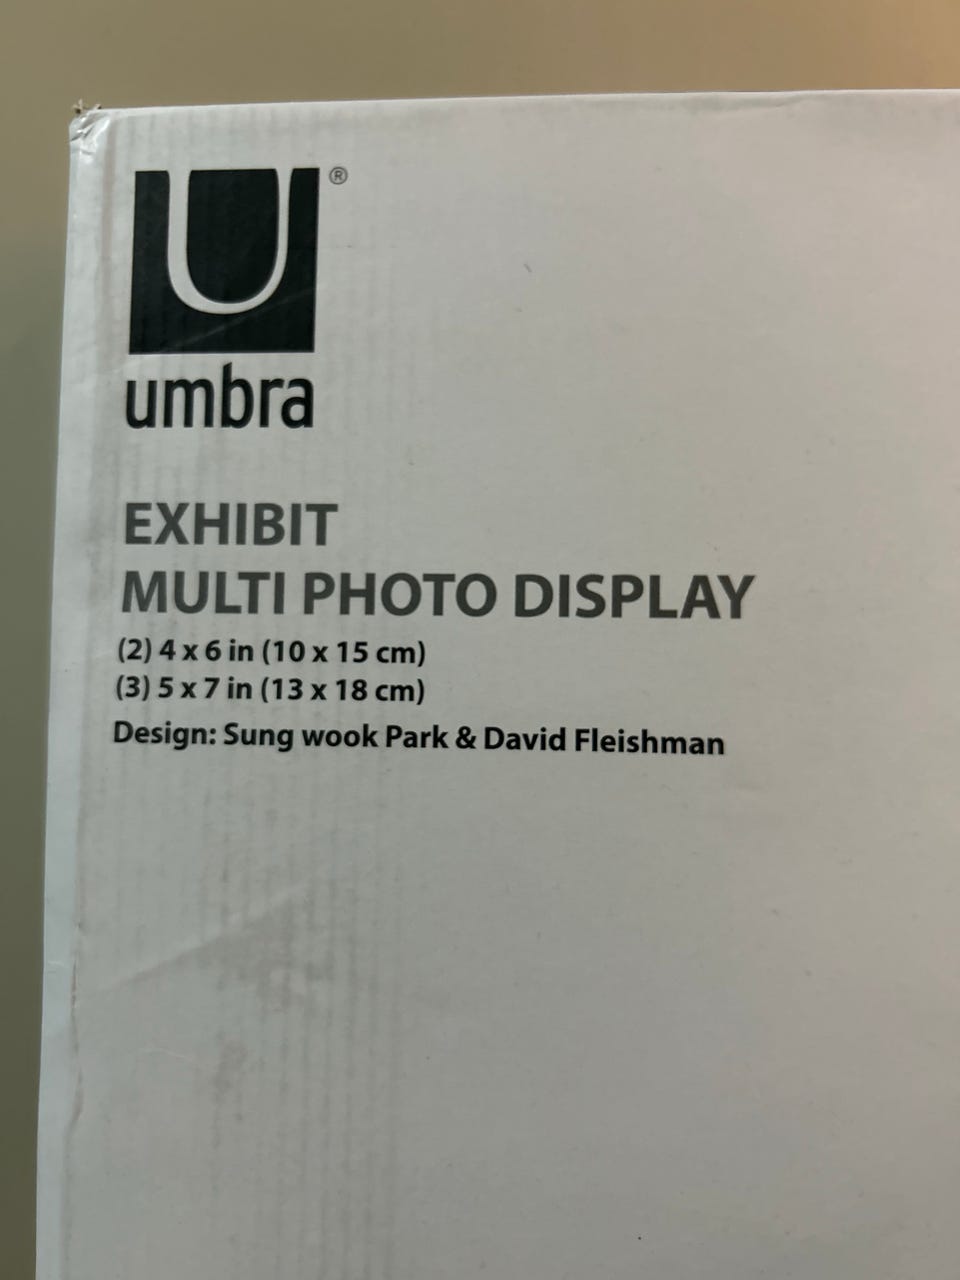 U®
umbra
EXHIBIT
MULTI PHOTO DISPLAY
(2) 4 x 6 in (10 x 15 cm)
(3) 5 x 7 in (13 x 18 cm)
Design: Sung wook Park & David Fleishman